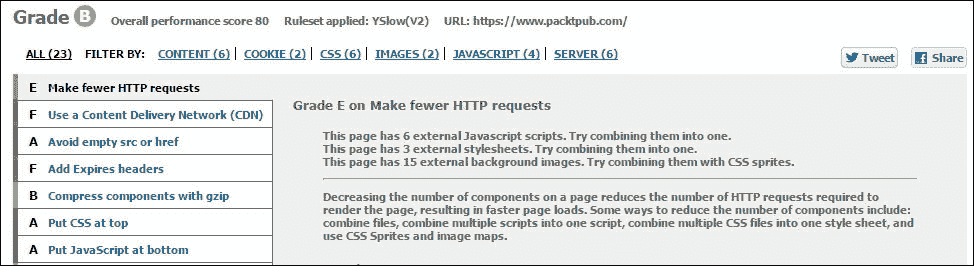 Grade B Overall performance score 80 Ruleset applied: YSlow(V2) URL: https://www.packtpub.com/
ALL (23) FILTER BY: CONTENT (6) | COOKIE (2) | CSS (6) | IMAGES (2) | JAVASCRIPT (4) | SERVER (6)
Tweet
Share
E Make fewer HTTP requests
F Use a Content Delivery Network (CDN)
A Avoid empty src or href
F Add Expires headers
B Compress components with gzip
A Put CSS at top
A Put JavaScript at bottom
Grade E on Make fewer HTTP requests
This page has 6 external Javascript scripts. Try combining them into one.
This page has 3 external stylesheets. Try combining them into one.
This page has 15 external background images. Try combining them with CSS sprites.
Decreasing the number of components on a page reduces the number of HTTP requests required to
render the page, resulting in faster page loads. Some ways to reduce the number of components include:
combine files, combine multiple scripts into one script, combine multiple CSS files into one style sheet, and
use CSS Sprites and image maps.